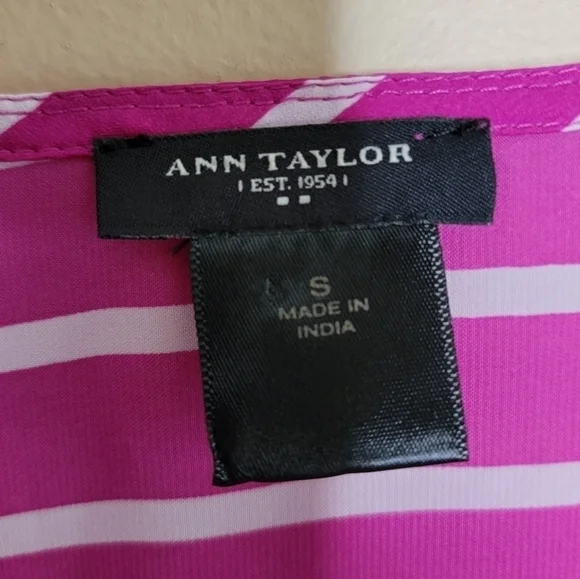 ANN TAYLOR
| EST. 1954 |
S
MADE IN
INDIA